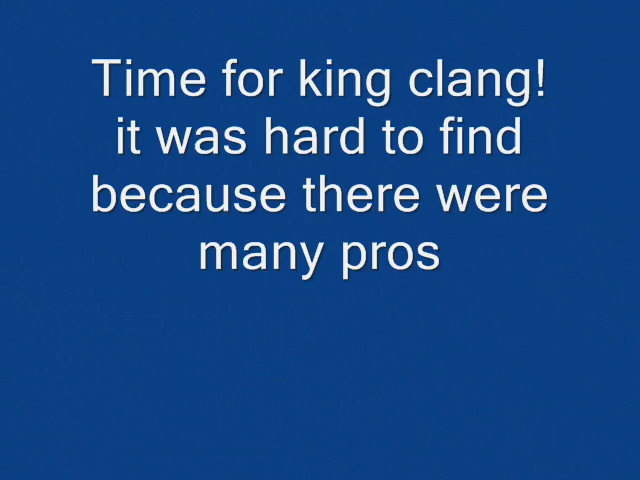 Time for king clang!
it was hard to find
because there were
many pros